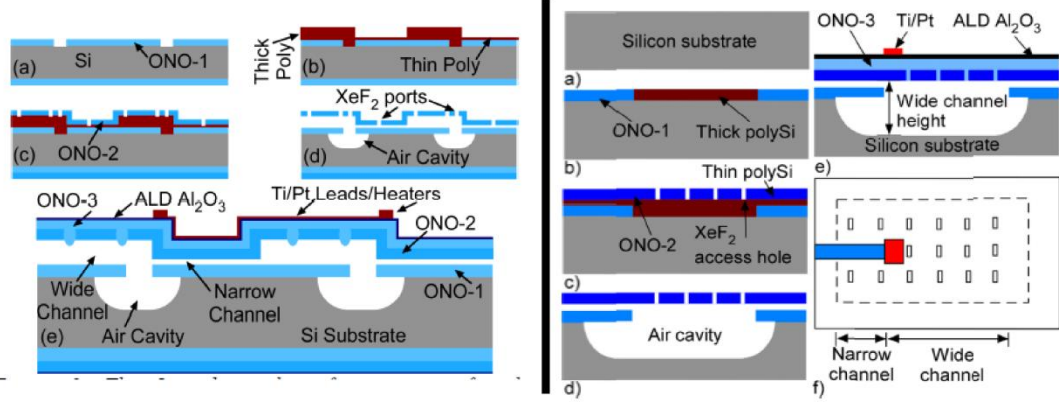 Si
ONO-1
(a)
Thick
Poly
Thin Poly
(b)
ONO-2
(c)
XeF2 ports
Air Cavity
(d)
ONO-3
ALD Al2O3
Ti/Pt Leads/Heaters
ONO-2
Wide
Channel
Narrow
Channel
ONO-1
Air Cavity
Si Substrate
(e)
Silicon substrate
a)
ONO-1
Thick polySi
b)
Thin polySi
ONO-2
XeF2
access hole
c)
Air cavity
d)
Ti/Pt
ONO-3
ALD Al2O3
Wide channel
height
Silicon substrate
e)
Narrow
channel
Wide
channel
f)